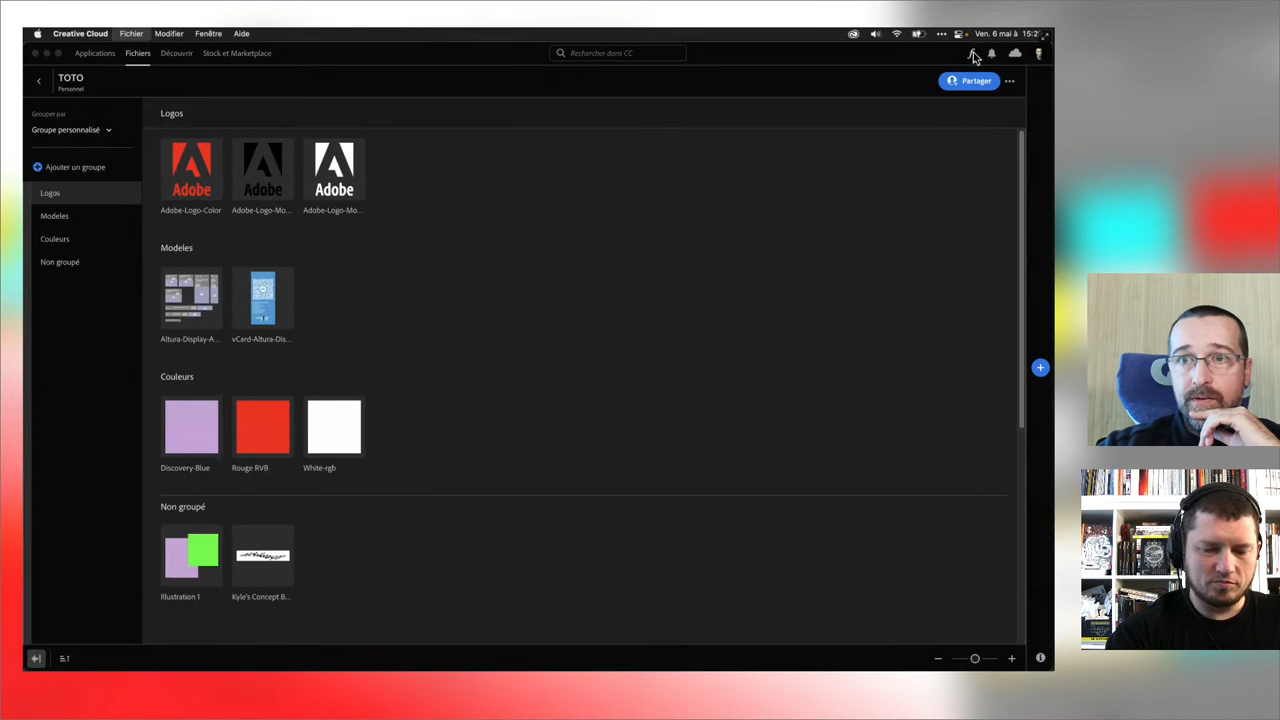 Creative Cloud Fichier Modifier Fenêtre Aide
Ven. 6 mai à 15:2
Applications Fichiers Découvrir Stock et Marketplace
Rechercher dans CC
TOTO
Personnel
Partager
Grouper par
Groupe personnalisé
Ajouter un groupe
Logos
Modeles
Couleurs
Non groupé
Logos
Adobe Adobe Adobe
Adobe-Logo-Color Adobe-Logo-Mo... Adobe-Logo-Mo...
Modeles
Altura-Display-A... vCard-Altura-Dis...
Couleurs
Discovery-Blue Rouge RVB White-rgb
Non groupé
Illustration 1 Kyle's Concept B...